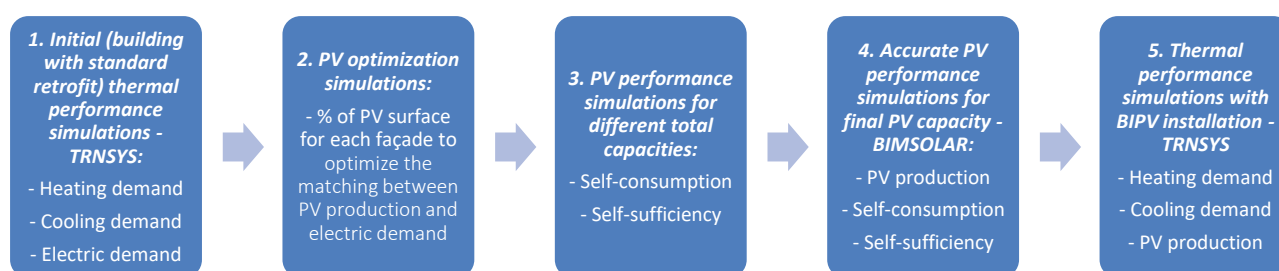 1. Initial (building
with standard
retrofit) thermal
performance
simulations -
TRNSYS:
- Heating demand
- Cooling demand
- Electric demand
2. PV optimization
simulations:
- % of PV surface
for each façade to
optimize the
matching between
PV production and
electric demand
3. PV performance
simulations for
different total
capacities:
- Self-consumption
- Self-sufficiency
4. Accurate PV
performance
simulations for
final PV capacity -
BIMSOLAR:
- PV production
- Self-consumption
- Self-sufficiency
5. Thermal
performance
simulations with
BIPV installation -
TRNSYS
- Heating demand
- Cooling demand
- PV production